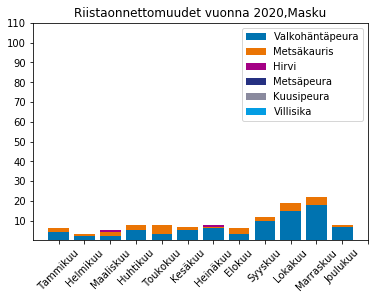 Riistaonnettomuudet vuonna 2020,Masku
110
100
90
80
70
60
50
40
30
20
10
Valkohäntäpeura
Metsäkauris
Hirvi
Metsäpeura
Kuusipeura
Villisika
Tammikuu
Helmikuu
Maaliskuu
Huhtikuu
Toukokuu
Kesäkuu
Heinäkuu
Elokuu
Syyskuu
Lokakuu
Marraskuu
Joulukuu